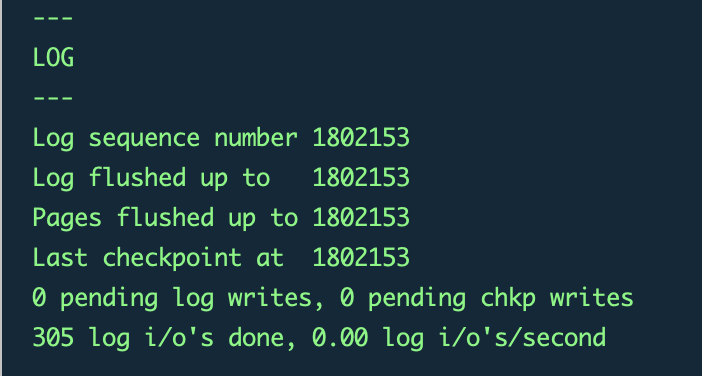 ---
LOG
---
Log sequence number 1802153
Log flushed up to   1802153
Pages flushed up to 1802153
Last checkpoint at  1802153
0 pending log writes, 0 pending chkp writes
305 log i/o's done, 0.00 log i/o's/second